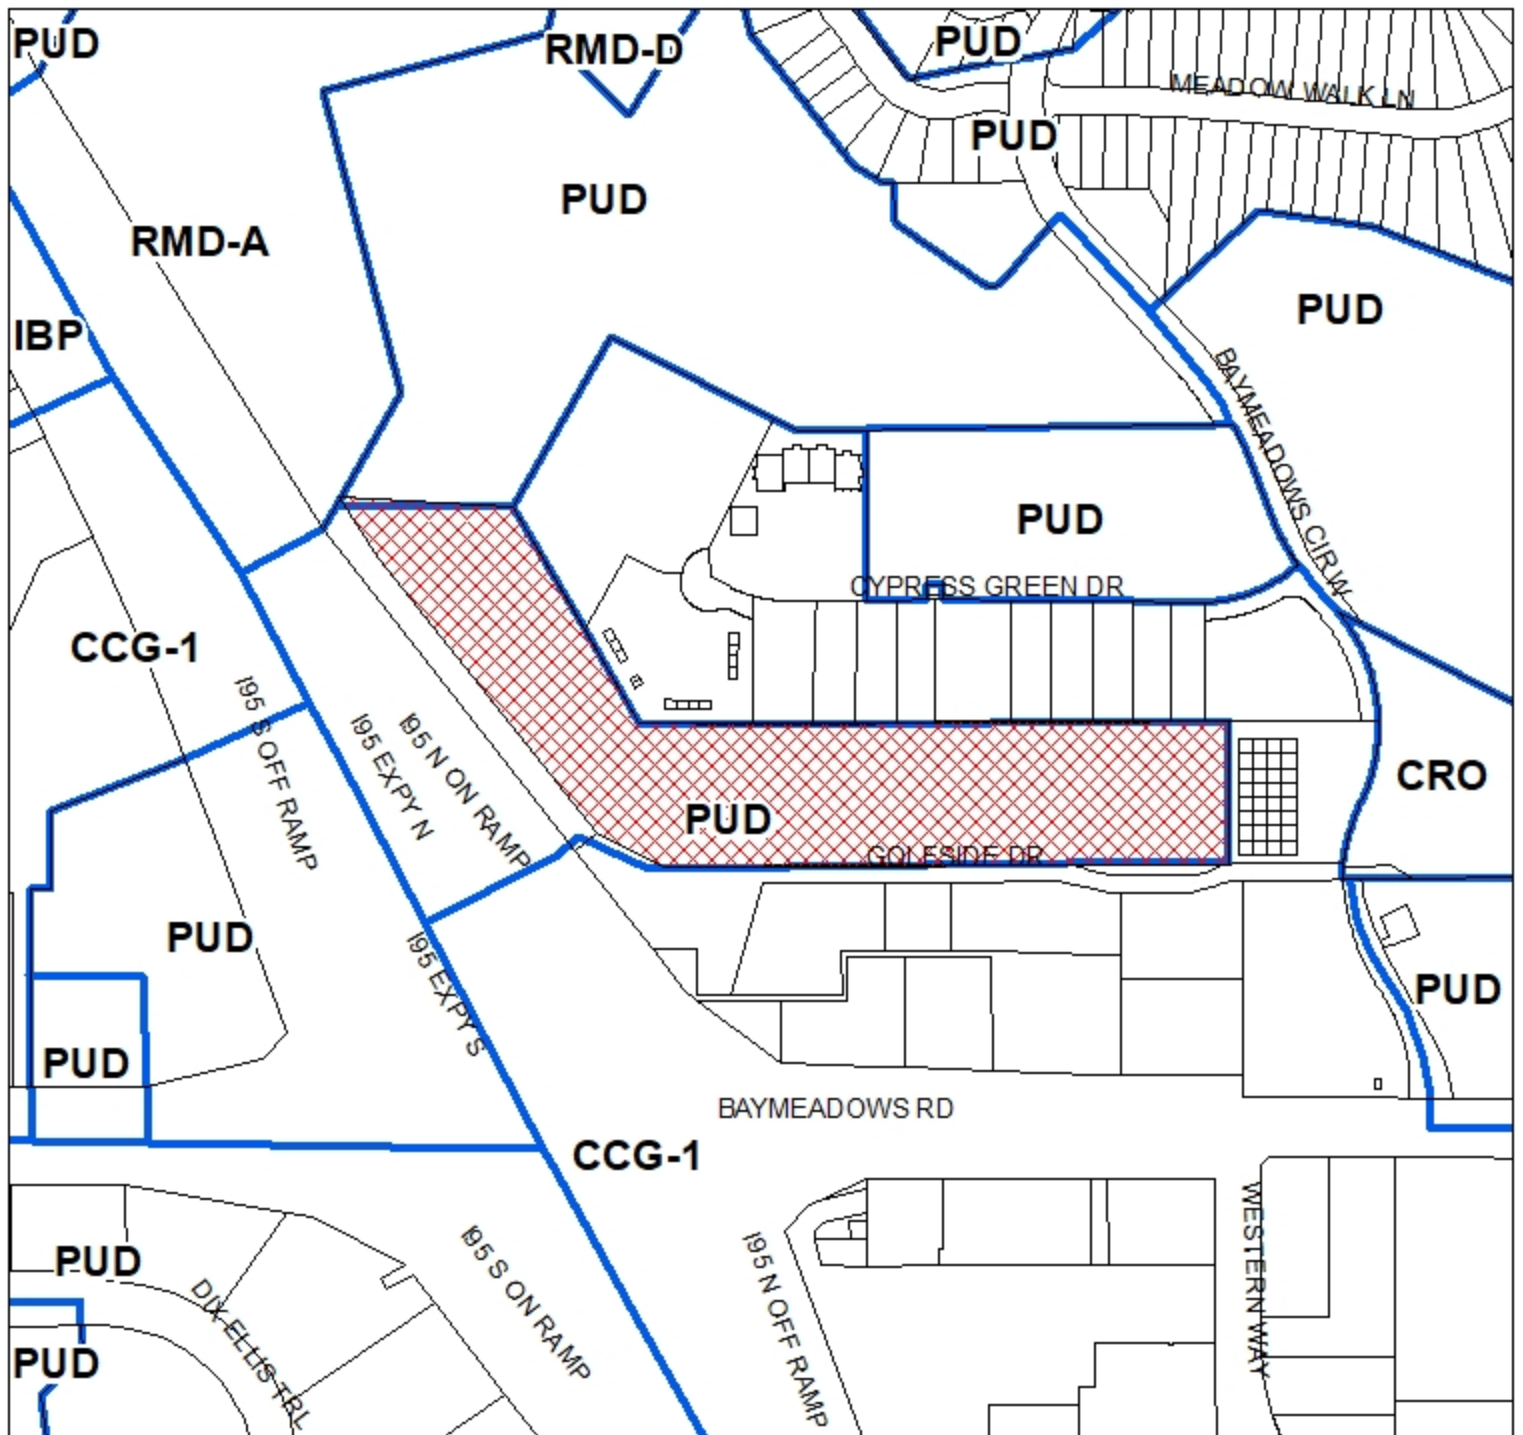 PUD
RMD-D
PUD
MEADOW WALK LN
PUD
PUD
RMD-A
PUD
IBP
BAYMEADOWS CIR W
PUD
CYPRESS GREEN DR
CCG-1
I95 S OFF RAMP
I95 EXPY N
I95 N ON RAMP
CRO
PUD
GOLFSIDE DR
PUD
I95 EXPY S
PUD
PUD
BAYMEADOWS RD
CCG-1
PUD
DIX ELLIS TRL
I95 S ON RAMP
I95 N OFF RAMP
WESTERN WAY
PUD